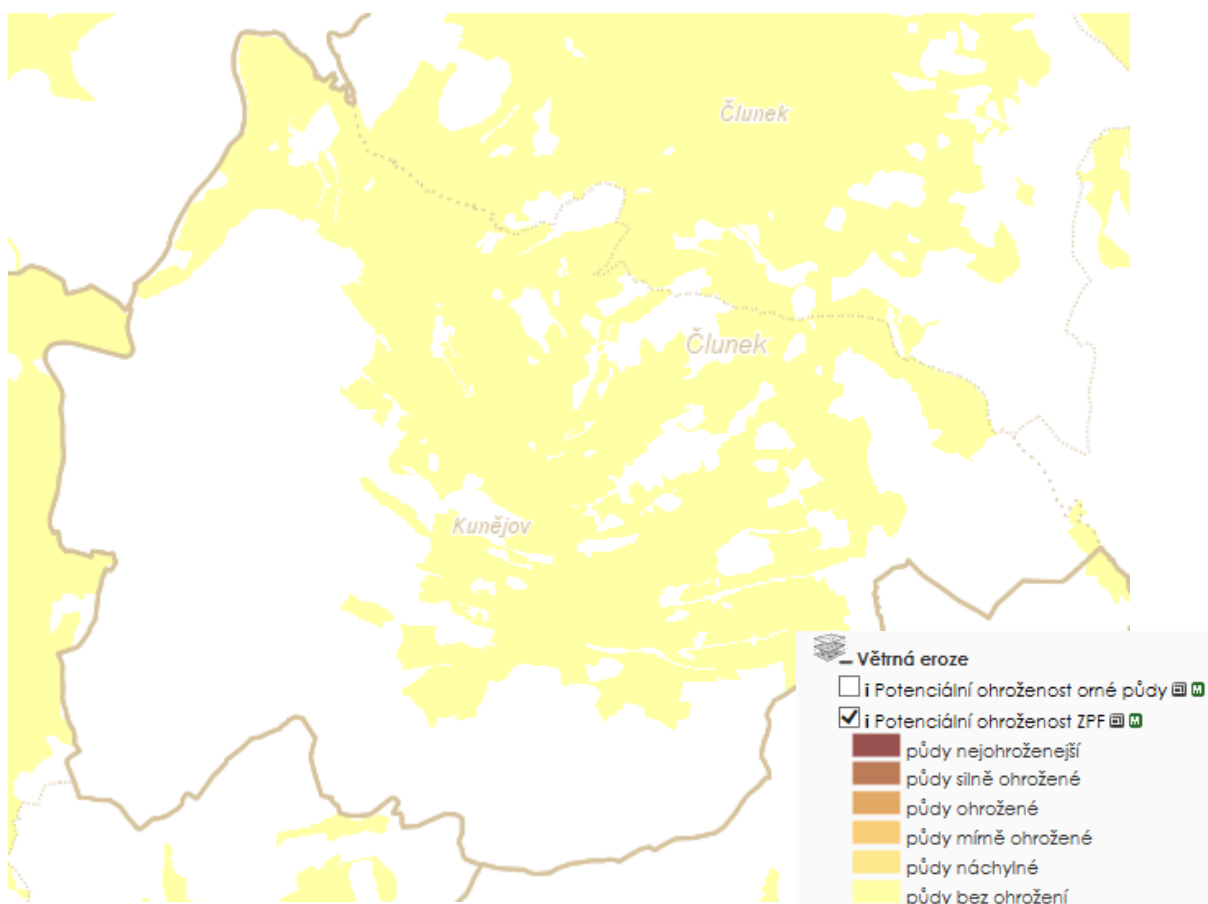 Člunek
Člunek
Kunějov
Větrná eroze
i Potenciální ohroženost orné půdy M
i Potenciální ohroženost ZPF M
půdy nejohroženejší
půdy silně ohrožené
půdy ohrožené
půdy mírně ohrožené
půdy náchylné
půdy bez ohrožení